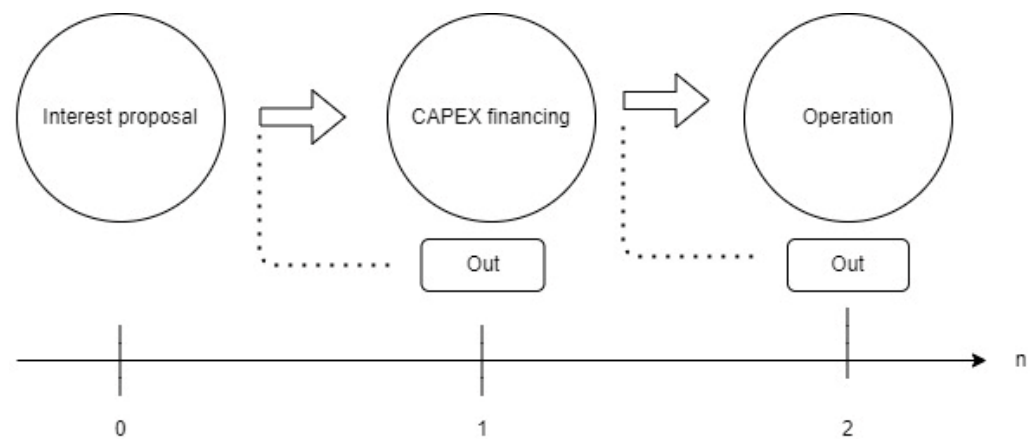 Interest proposal
CAPEX financing
Operation
Out
Out
n
0
1
2